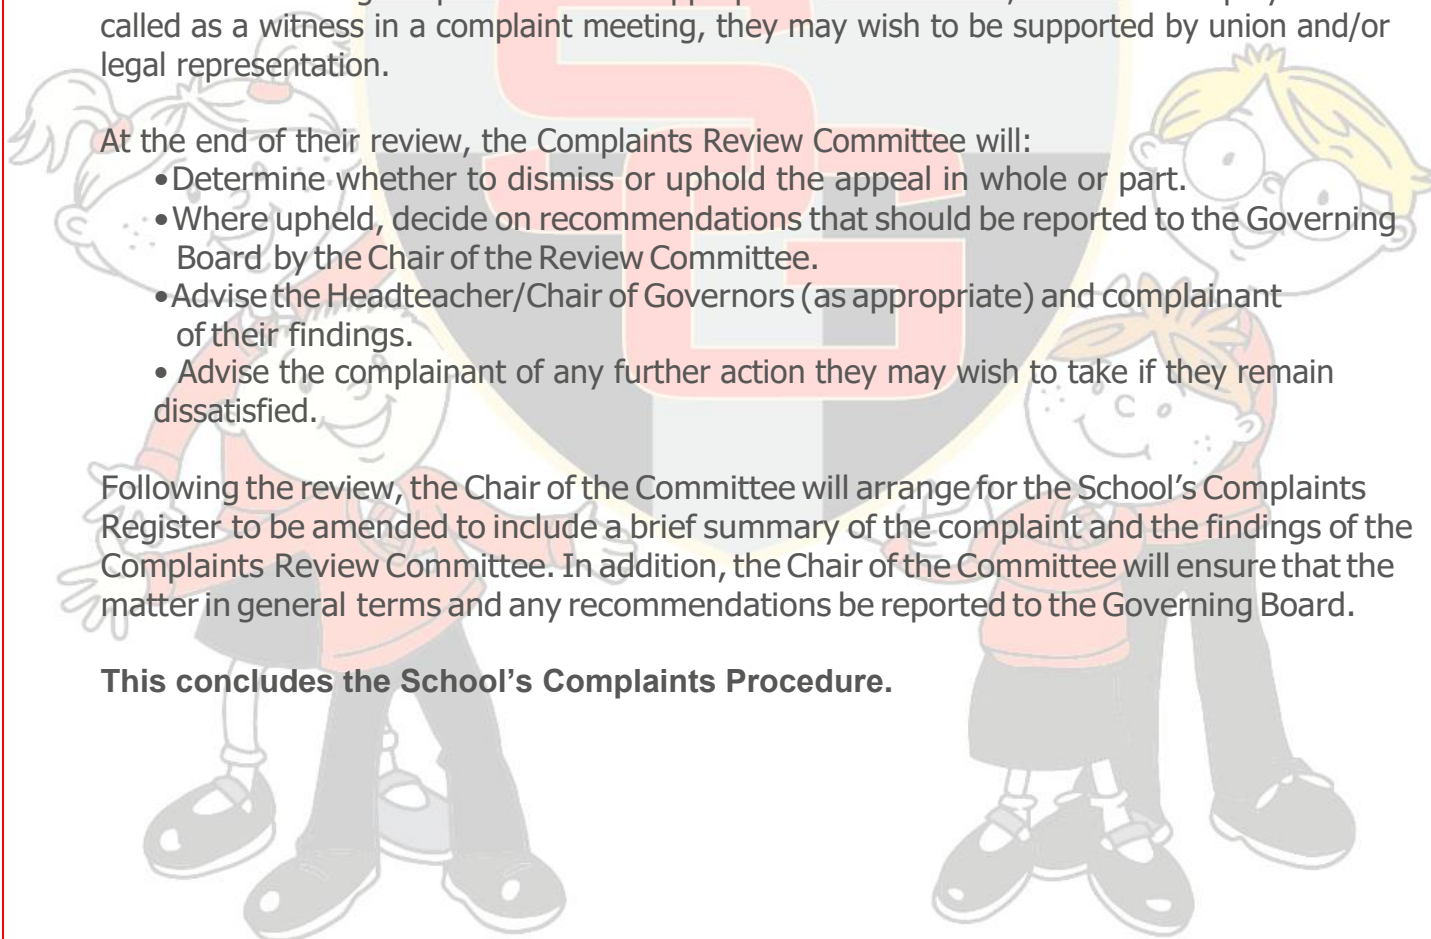 called as a witness in a complaint meeting, they may wish to be supported by union and/or
legal representation.
At the end of their review, the Complaints Review Committee will:
•Determine whether to dismiss or uphold the appeal in whole or part.
•Where upheld, decide on recommendations that should be reported to the Governing
Board by the Chair of the Review Committee.
•Advise the Headteacher/Chair of Governors (as appropriate) and complainant
of their findings.
• Advise the complainant of any further action they may wish to take if they remain
dissatisfied.
Following the review, the Chair of the Committee will arrange for the School’s Complaints
Register to be amended to include a brief summary of the complaint and the findings of the
Complaints Review Committee. In addition, the Chair of the Committee will ensure that the
matter in general terms and any recommendations be reported to the Governing Board.
This concludes the School’s Complaints Procedure.
SG